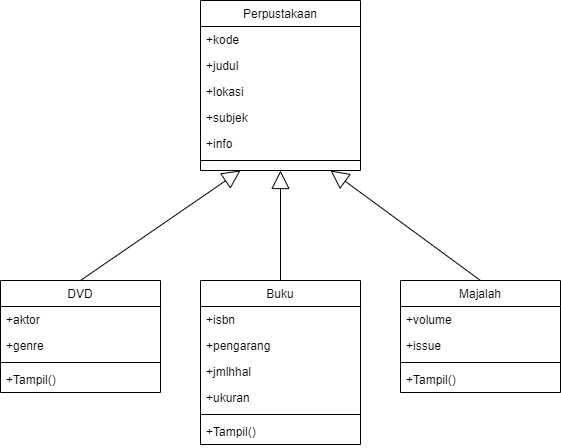 Perpustakaan
+kode
+judul
+lokasi
+subjek
+info
DVD
+aktor
+genre
+Tampil()
Buku
+isbn
+pengarang
+jmlhhal
+ukuran
+Tampil()
Majalah
+volume
+issue
+Tampil()